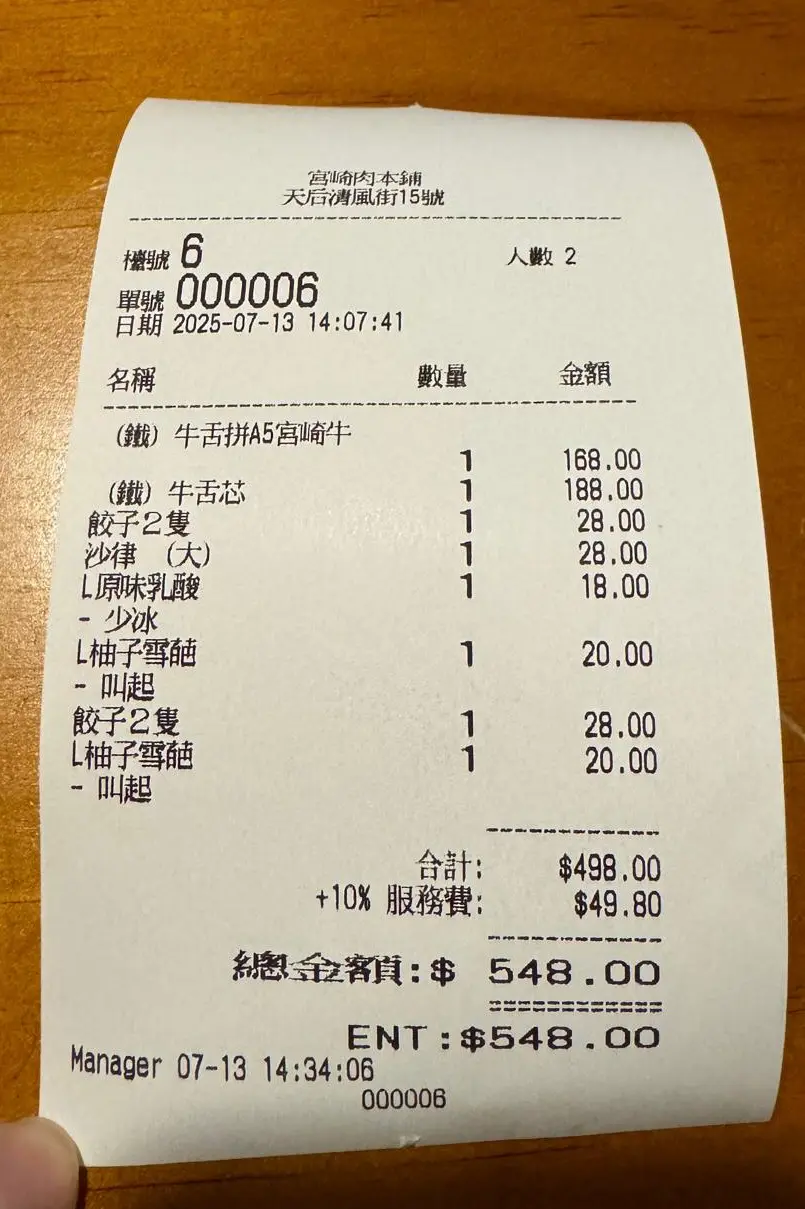 宮崎肉本鋪
天后清風街15號
檯號 6 人數 2
單號 000006
日期 2025-07-13 14:07:41
名稱 數量 金額
(鐵) 牛舌拼A5宮崎牛
1 168.00
(鐵) 牛舌芯 1 188.00
餃子2隻 1 28.00
沙律 (大) 1 28.00
L原味乳酸 1 18.00
- 少冰
L柚子雪葩 1 20.00
- 叫起
餃子2隻 1 28.00
L柚子雪葩 1 20.00
- 叫起
合計: $498.00
+10% 服務費: $49.80
總金額:$ 548.00
ENT:$548.00
Manager 07-13 14:34:06
000006